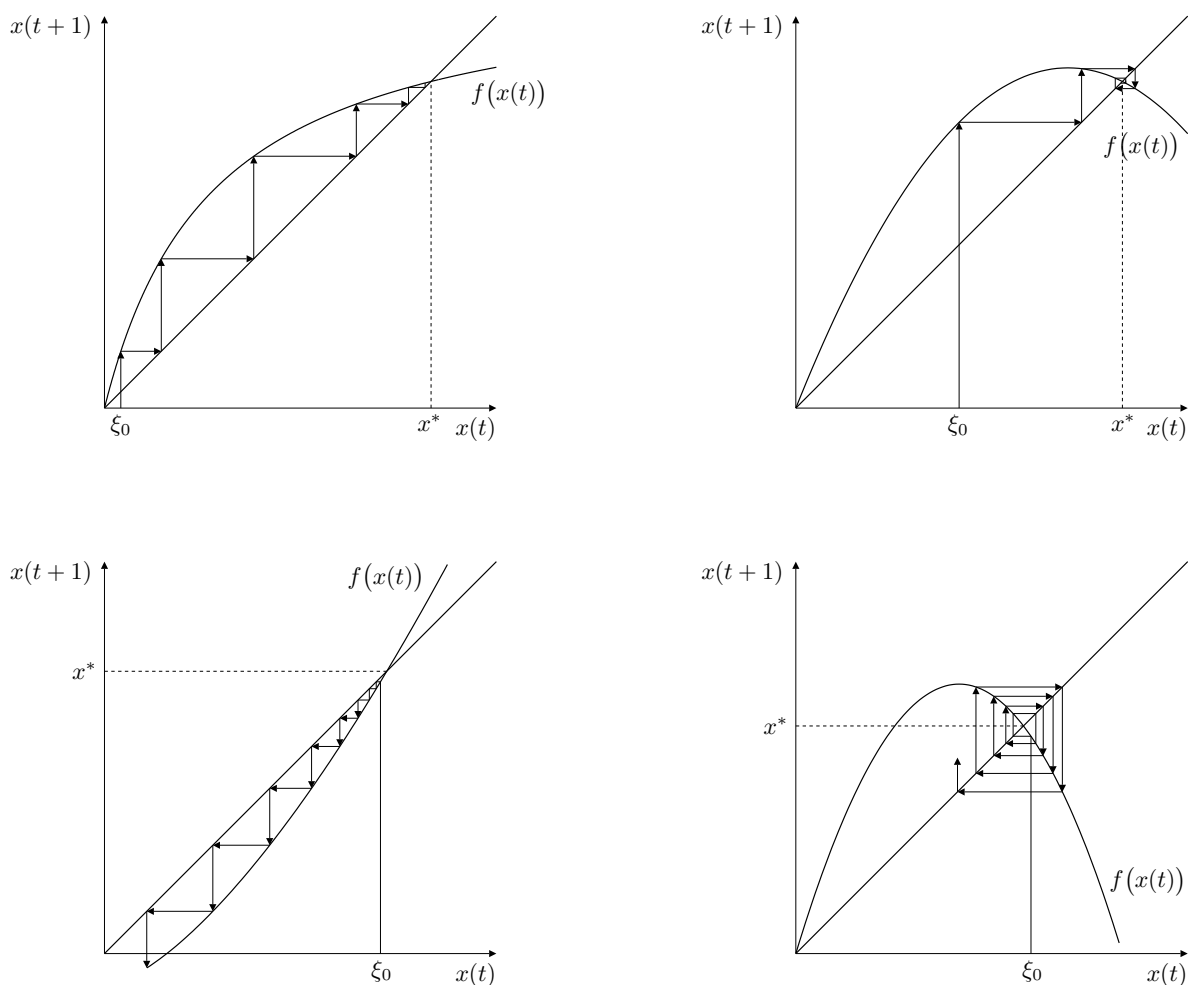 x(t + 1)
f(x(t))
ξ₀
x*
x(t)
x(t + 1)
f(x(t))
ξ₀
x*
x(t)
x(t + 1)
f(x(t))
x*
ξ₀
x(t)
x(t + 1)
x*
f(x(t))
ξ₀
x(t)